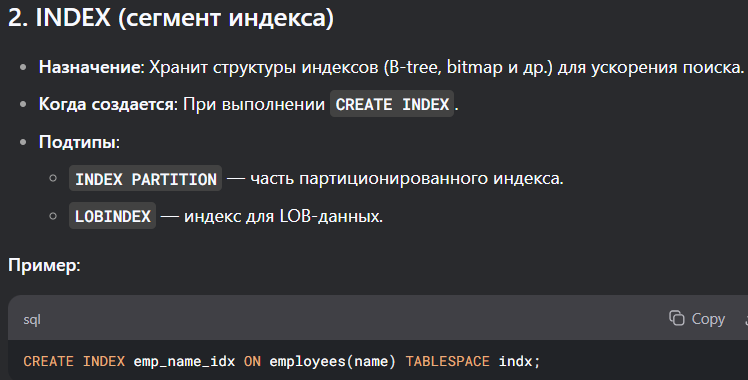 2. INDEX (сегмент индекса)
• Назначение: Хранит структуры индексов (B-tree, bitmap и др.) для ускорения поиска.
• Когда создается: При выполнении CREATE INDEX.
• Подтипы:
◦ INDEX PARTITION — часть партиционированного индекса.
◦ LOBINDEX — индекс для LOB-данных.
Пример:
sql Copy
CREATE INDEX emp_name_idx ON employees(name) TABLESPACE indx;